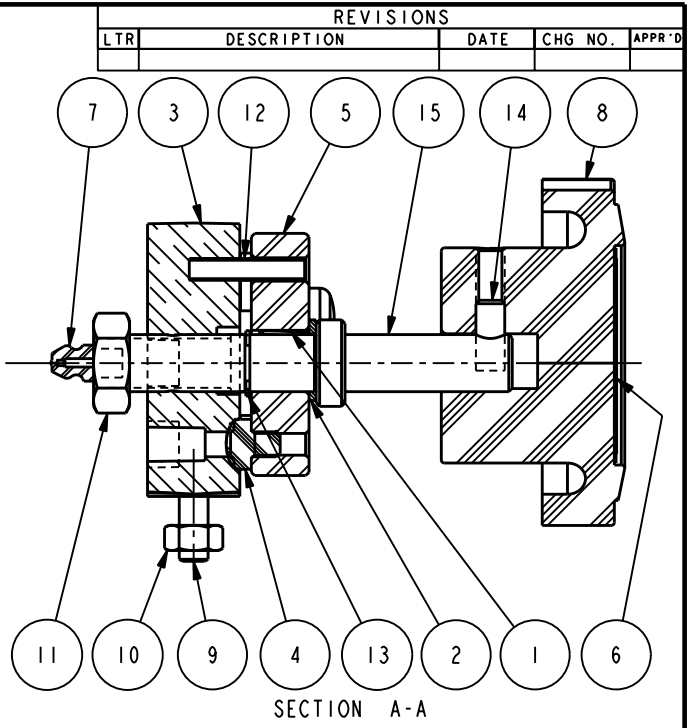 REVISIONS
LTR DESCRIPTION DATE CHG NO. APPR'D
7 3 12 5 15 14 8
11 10 9 4 13 2 1 6
SECTION A-A